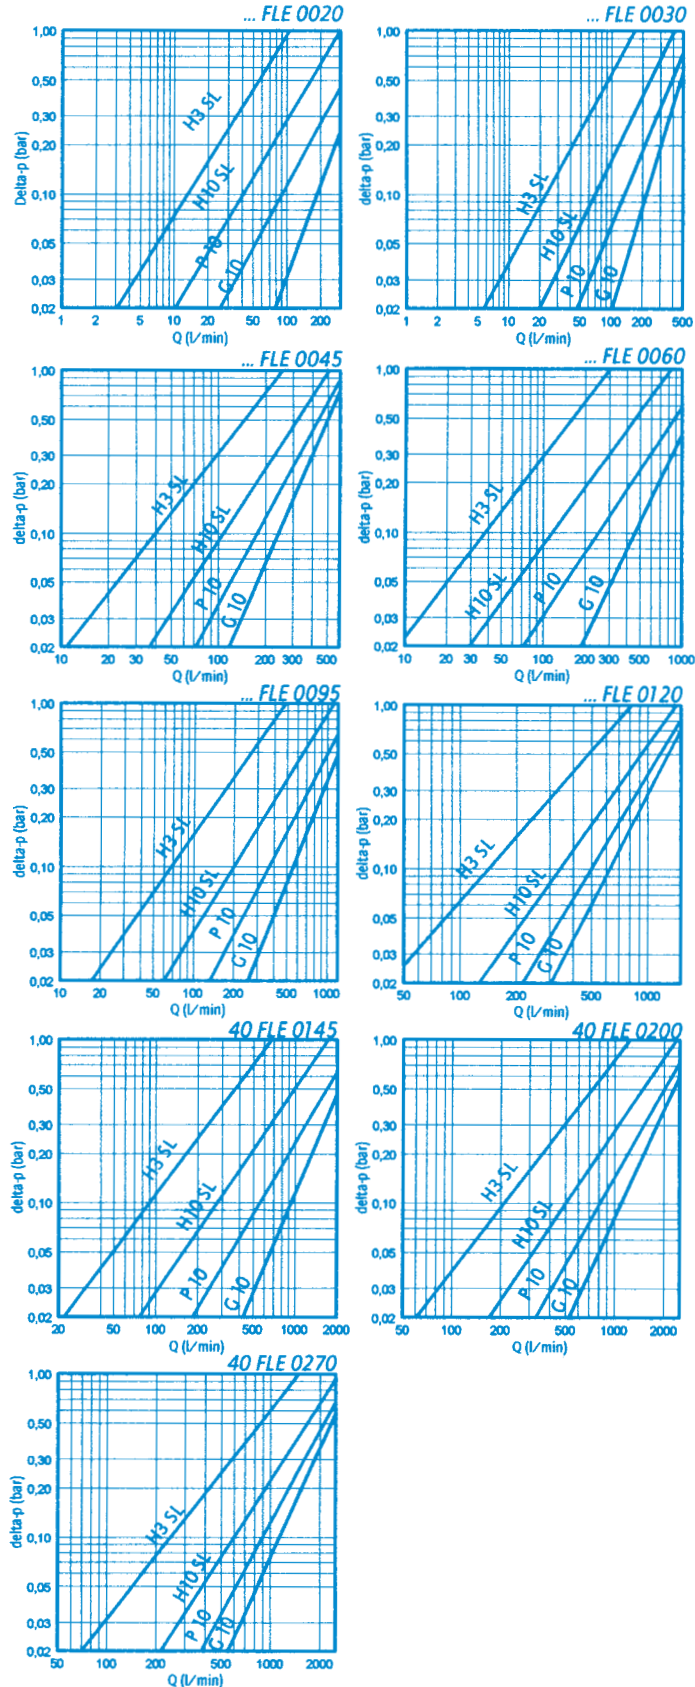 ... FLE 0020
Delta-p (bar)
1,00
0,50
0,30
0,20
0,10
0,05
0,03
0,02
H3 SL
H10 SL
P 10
G 10
1 2 5 10 20 50 100 200
Q (l/min)
... FLE 0030
delta-p (bar)
1,00
0,50
0,30
0,20
0,10
0,05
0,03
0,02
H3 SL
H10 SL
P 10
G 10
1 2 5 10 20 50 100 200 500
Q (l/min)
... FLE 0045
delta-p (bar)
1,00
0,50
0,30
0,20
0,10
0,05
0,03
0,02
H3 SL
H10 SL
P 10
G 10
10 20 30 50 100 200 300 500
Q (l/min)
... FLE 0060
delta-p (bar)
1,00
0,50
0,30
0,20
0,10
0,05
0,03
0,02
H3 SL
H10 SL
P 10
G 10
10 20 30 50 100 200 300 500 1000
Q (l/min)
... FLE 0095
delta-p (bar)
1,00
0,50
0,30
0,20
0,10
0,05
0,03
0,02
H3 SL
H10 SL
P 10
G 10
10 20 50 100 200 500 1000
Q (l/min)
... FLE 0120
delta-p (bar)
1,00
0,50
0,30
0,20
0,10
0,05
0,03
0,02
H3 SL
H10 SL
P 10
G 10
50 100 200 500 1000
Q (l/min)
40 FLE 0145
delta-p (bar)
1,00
0,50
0,30
0,20
0,10
0,05
0,03
0,02
H3 SL
H10 SL
P 10
G 10
20 50 100 200 500 1000 2000
Q (l/min)
40 FLE 0200
delta-p (bar)
1,00
0,50
0,30
0,20
0,10
0,05
0,03
0,02
H3 SL
H10 SL
P 10
G 10
50 100 200 500 1000 2000
Q (l/min)
40 FLE 0270
delta-p (bar)
1,00
0,50
0,30
0,20
0,10
0,05
0,03
0,02
H3 SL
H10 SL
P 10
G 10
50 100 200 500 1000 2000
Q (l/min)